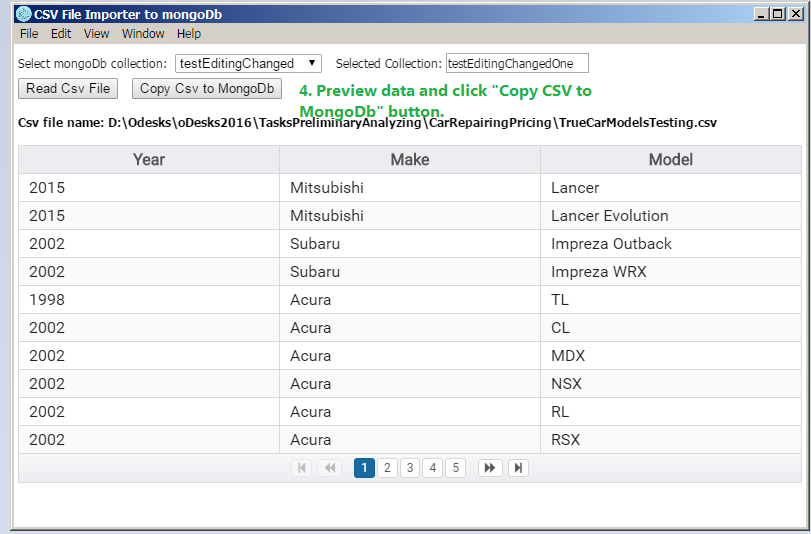 CSV File Importer to mongoDb
File Edit View Window Help
Select mongoDb collection: testEditingChanged Selected Collection: testEditingChangedOne
Read Csv File Copy Csv to MongoDb 4. Preview data and click "Copy CSV to
MongoDb" button.
Csv file name: D:\Odesks\oDesks2016\TasksPreliminaryAnalyzing\CarRepairingPricing\TrueCarModelsTesting.csv
Year Make Model
2015 Mitsubishi Lancer
2015 Mitsubishi Lancer Evolution
2002 Subaru Impreza Outback
2002 Subaru Impreza WRX
1998 Acura TL
2002 Acura CL
2002 Acura MDX
2002 Acura NSX
2002 Acura RL
2002 Acura RSX
1 2 3 4 5